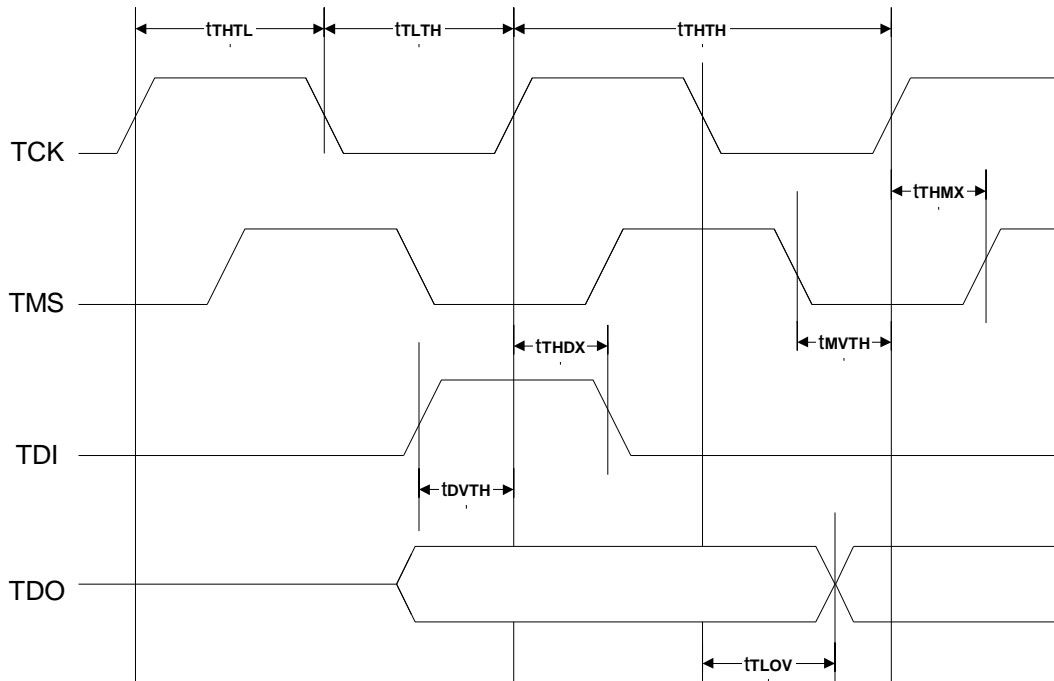 tTHTL tTLTH tTHTH
TCK
tTHMX
TMS
tTHDX tMVTH
TDI
tDVTH
TDO
tTLOV